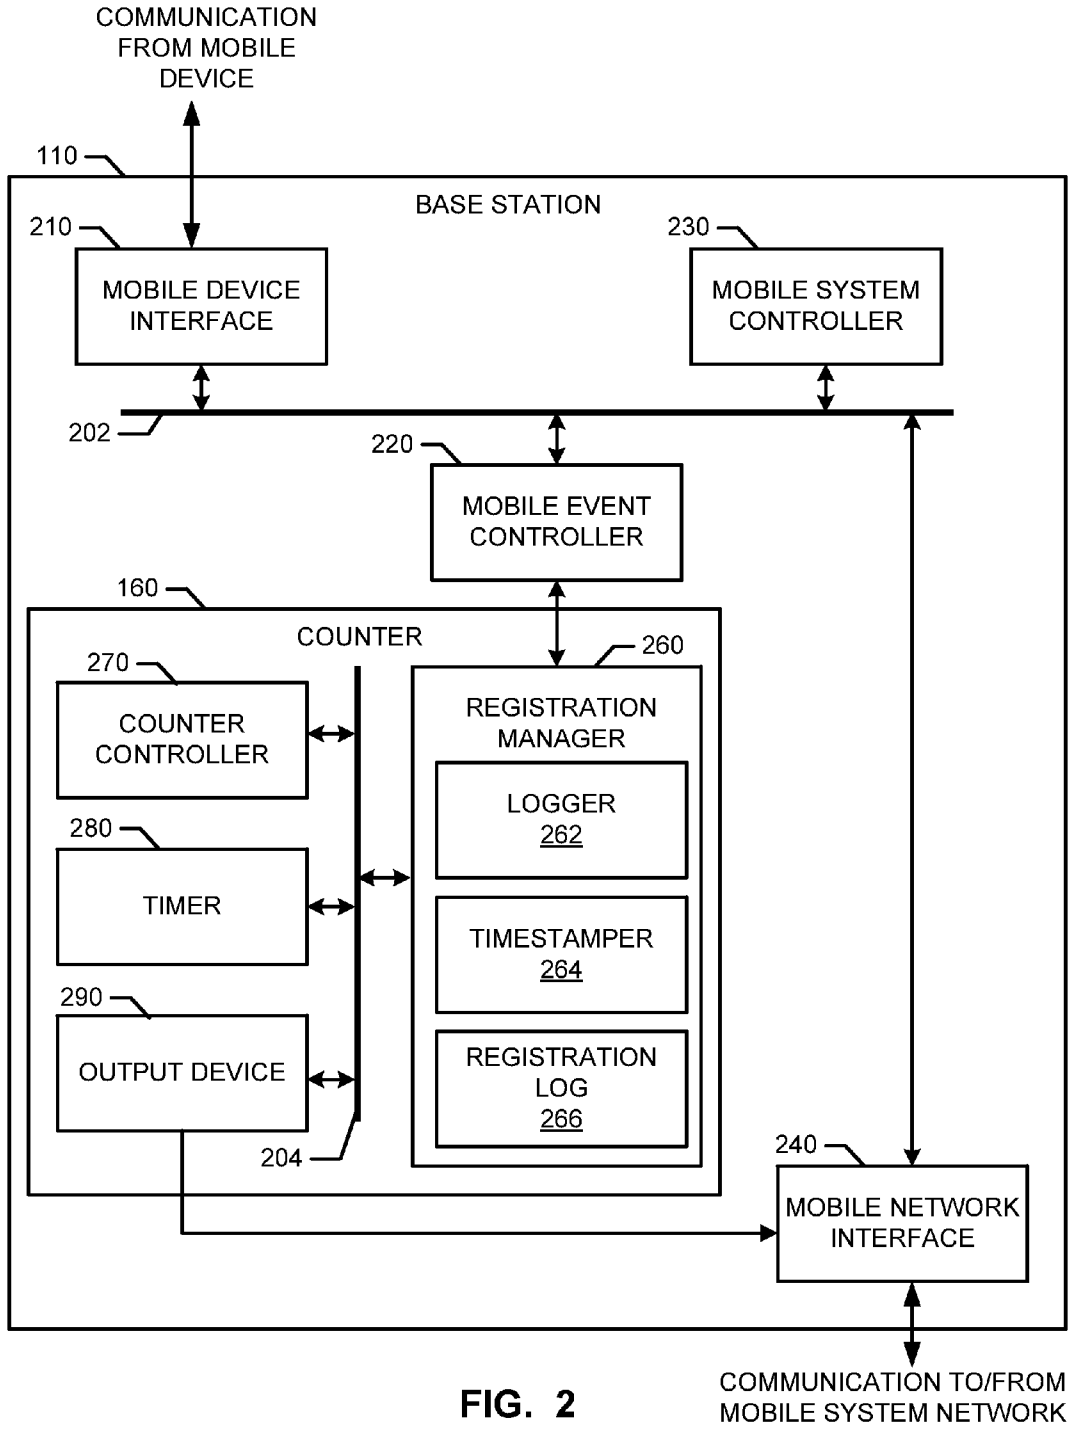 COMMUNICATION
FROM MOBILE
DEVICE
110
BASE STATION
210
MOBILE DEVICE
INTERFACE
230
MOBILE SYSTEM
CONTROLLER
202
220
MOBILE EVENT
CONTROLLER
160
COUNTER
270
COUNTER
CONTROLLER
280
TIMER
290
OUTPUT DEVICE
204
260
REGISTRATION
MANAGER
LOGGER
262
TIMESTAMPER
264
REGISTRATION
LOG
266
240
MOBILE NETWORK
INTERFACE
COMMUNICATION TO/FROM
MOBILE SYSTEM NETWORK
FIG. 2